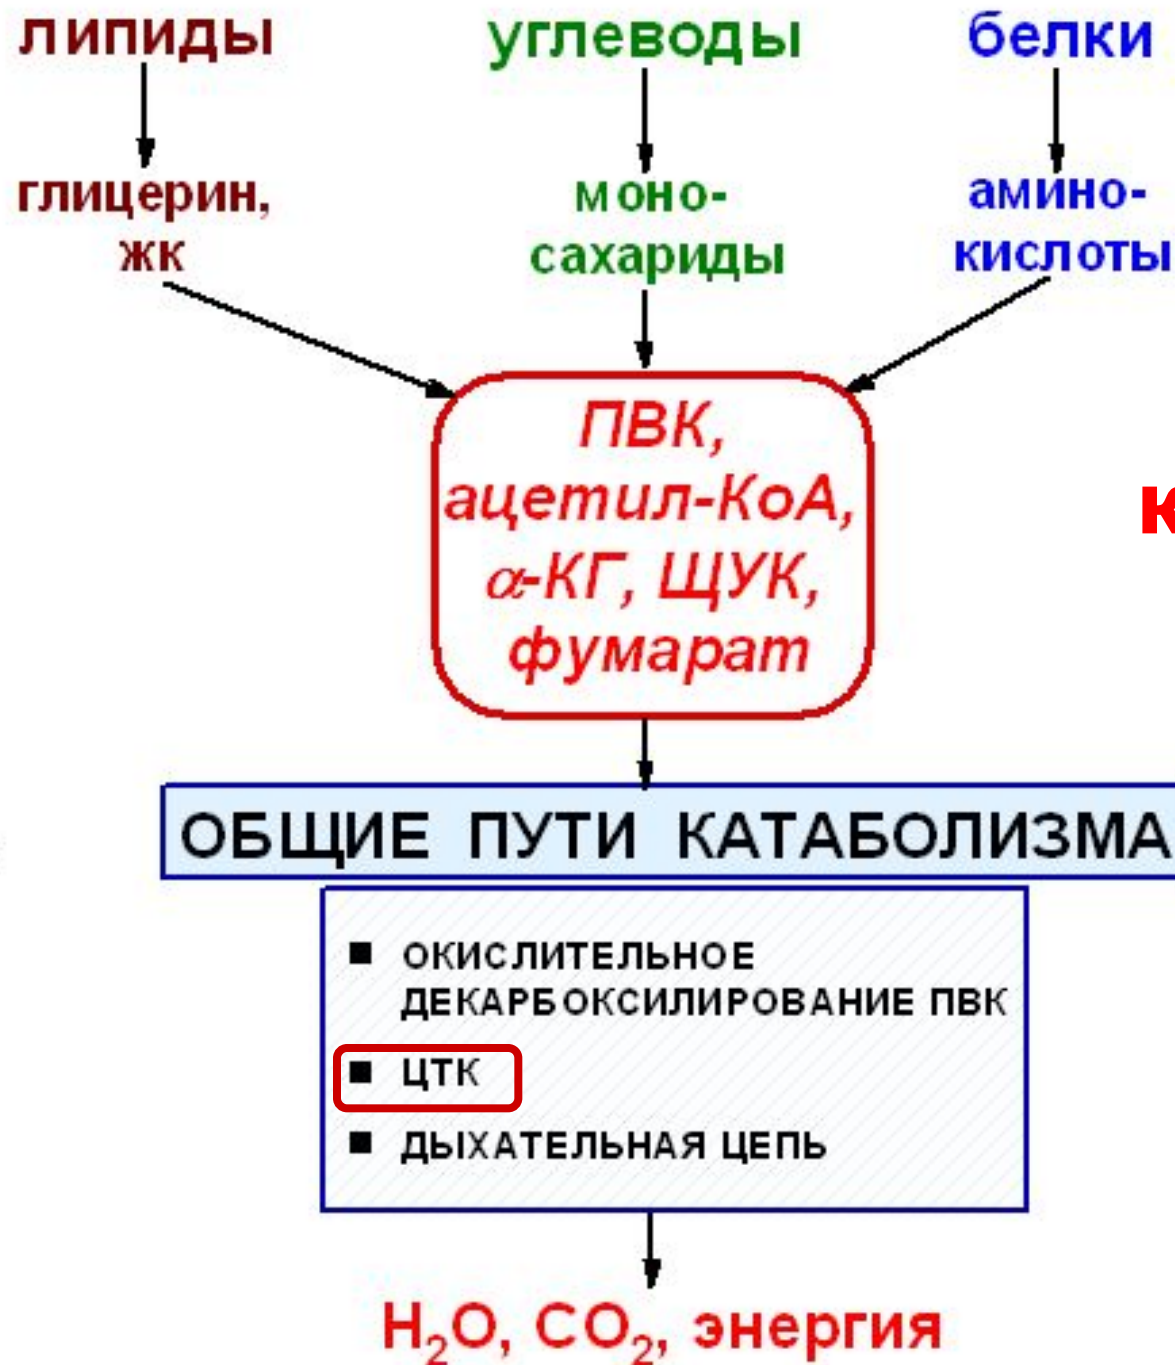 липиды углеводы белки
глицерин, моно- амино-
жк сахариды кислоты
ПВК,
ацетил-КоА,
α-КГ, ЩУК,
фумарат
к
ОБЩИЕ ПУТИ КАТАБОЛИЗМА
■ ОКИСЛИТЕЛЬНОЕ
ДЕКАРБОКСИЛИРОВАНИЕ ПВК
■ ЦТК
■ ДЫХАТЕЛЬНАЯ ЦЕПЬ
H₂O, CO₂, энергия